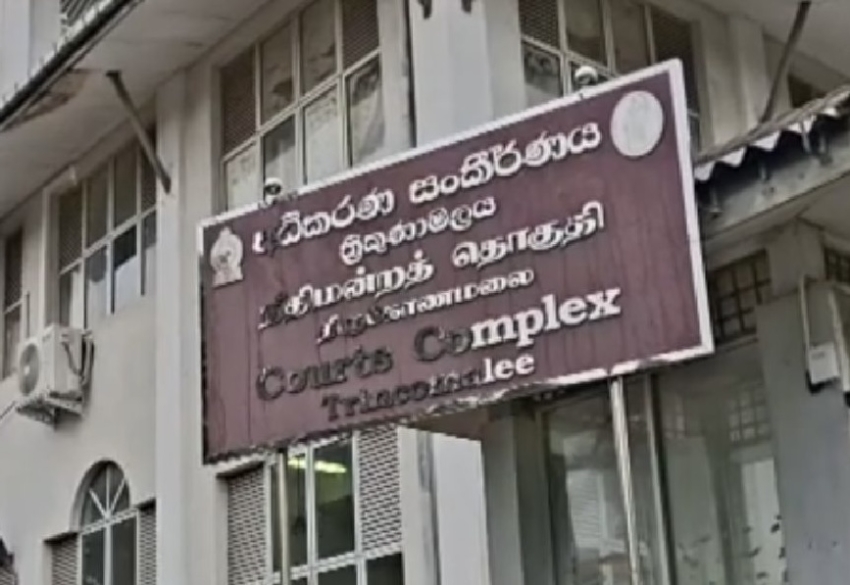 අධිකරණ සංකීර්ණය
ත්‍රිකුණාමලය
நீதிமன்றத் தொகுதி
திருகோணமலை
Courts Complex
Trincomalee